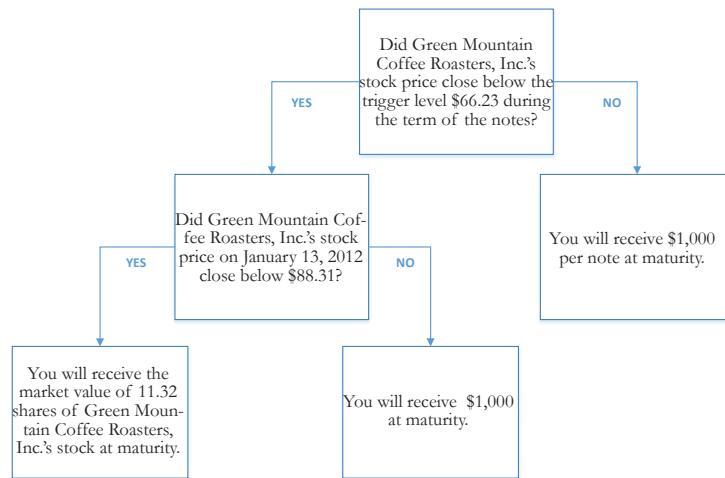 Did Green Mountain
Coffee Roasters, Inc.'s
stock price close below the
trigger level $66.23 during
the term of the notes?
YES
NO
Did Green Mountain Cof-
fee Roasters, Inc.'s stock
price on January 13, 2012
close below $88.31?
You will receive $1,000
per note at maturity.
YES
NO
You will receive the
market value of 11.32
shares of Green Moun-
tain Coffee Roasters,
Inc.'s stock at maturity.
You will receive $1,000
at maturity.